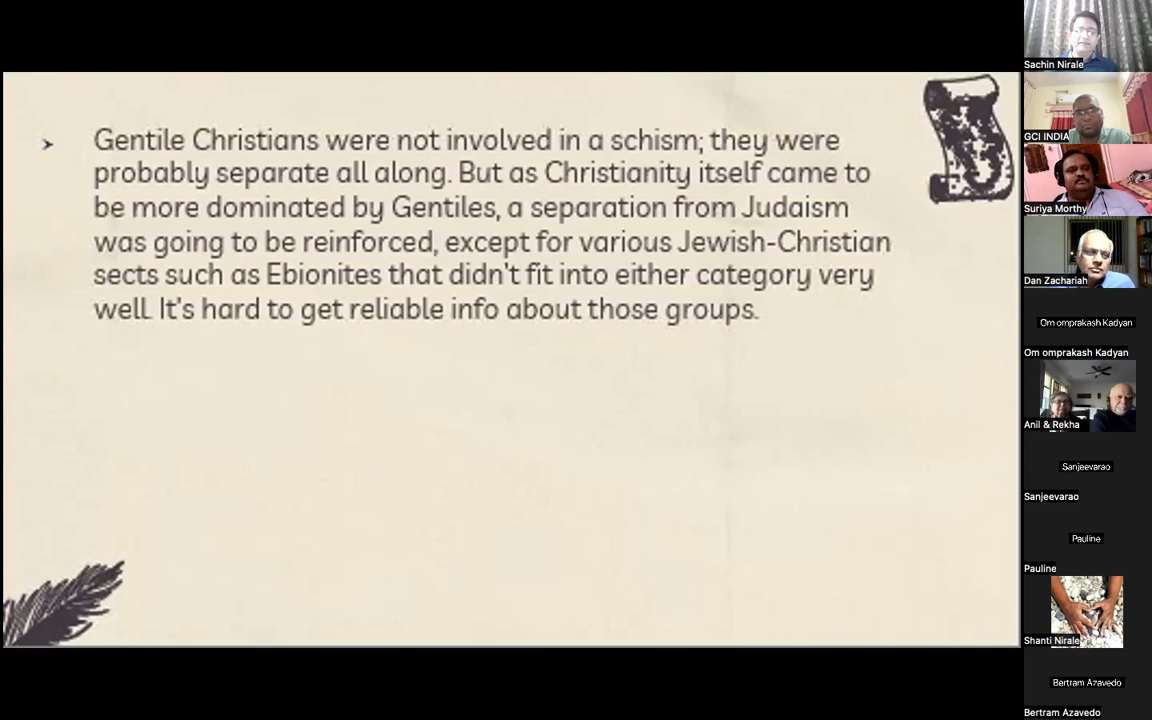 Gentile Christians were not involved in a schism; they were
probably separate all along. But as Christianity itself came to
be more dominated by Gentiles, a separation from Judaism
was going to be reinforced, except for various Jewish-Christian
sects such as Ebionites that didn't fit into either category very
well. It's hard to get reliable info about those groups.
Sachin Nirale
GCI INDIA
Suriya Morthy
Dan Zachariah
Om omprakash Kadyan
Om omprakash Kadyan
Anil & Rekha
Sanjeevarao
Sanjeevarao
Pauline
Pauline
Shanti Nirale
Bertram Azavedo
Bertram Azavedo